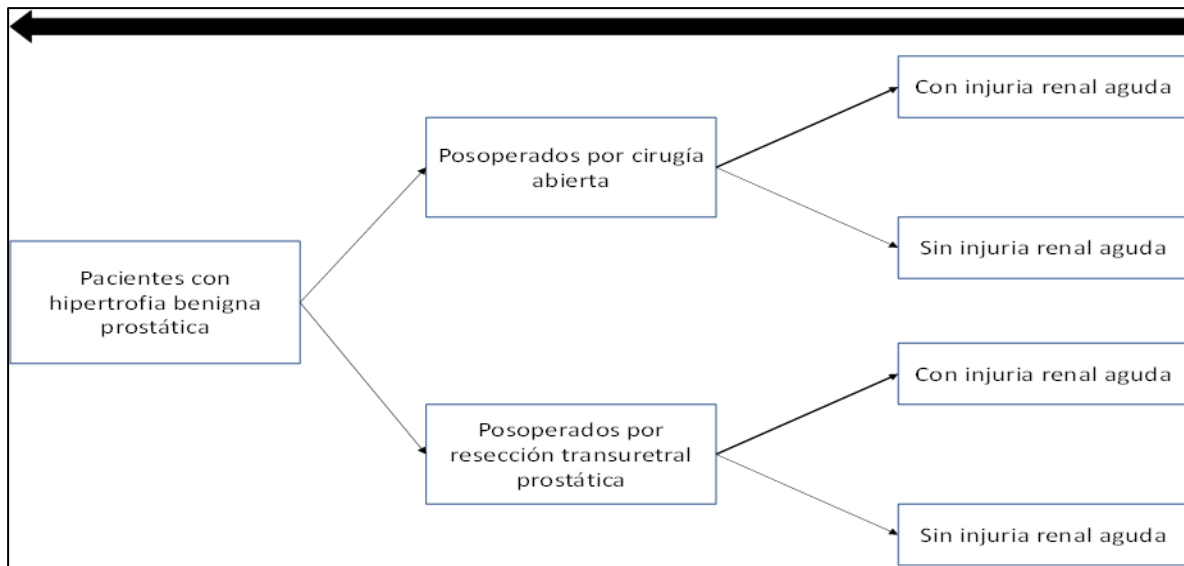 Pacientes con
hipertrofia benigna
prostática
Posoperados por cirugía
abierta
Posoperados por
resección transuretral
prostática
Con injuria renal aguda
Sin injuria renal aguda
Con injuria renal aguda
Sin injuria renal aguda